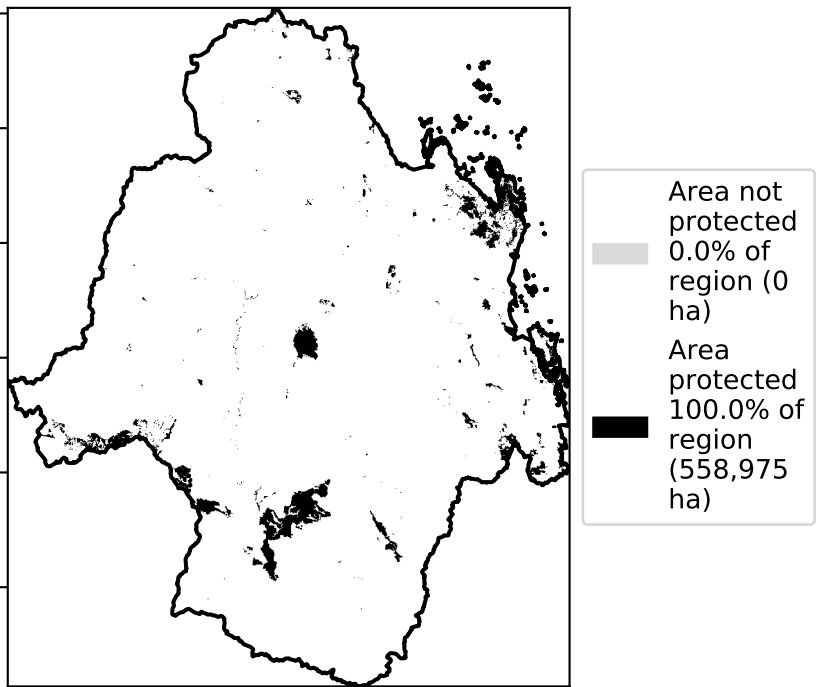 Area not
protected
0.0% of
region (0
ha)
Area
protected
100.0% of
region
(558,975
ha)